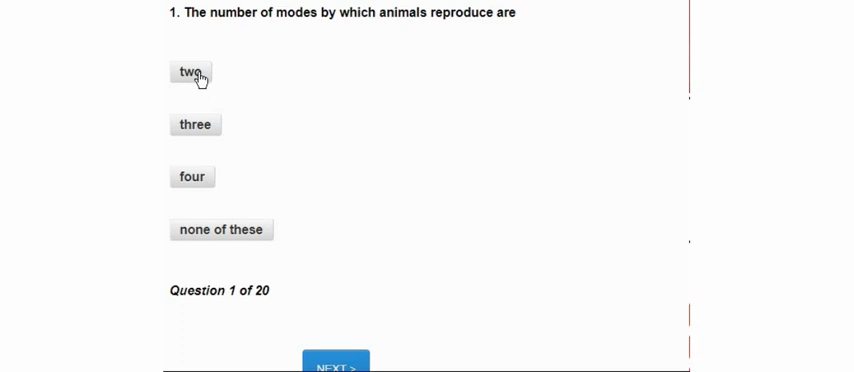 1. The number of modes by which animals reproduce are
two
three
four
none of these
Question 1 of 20
NEXT >